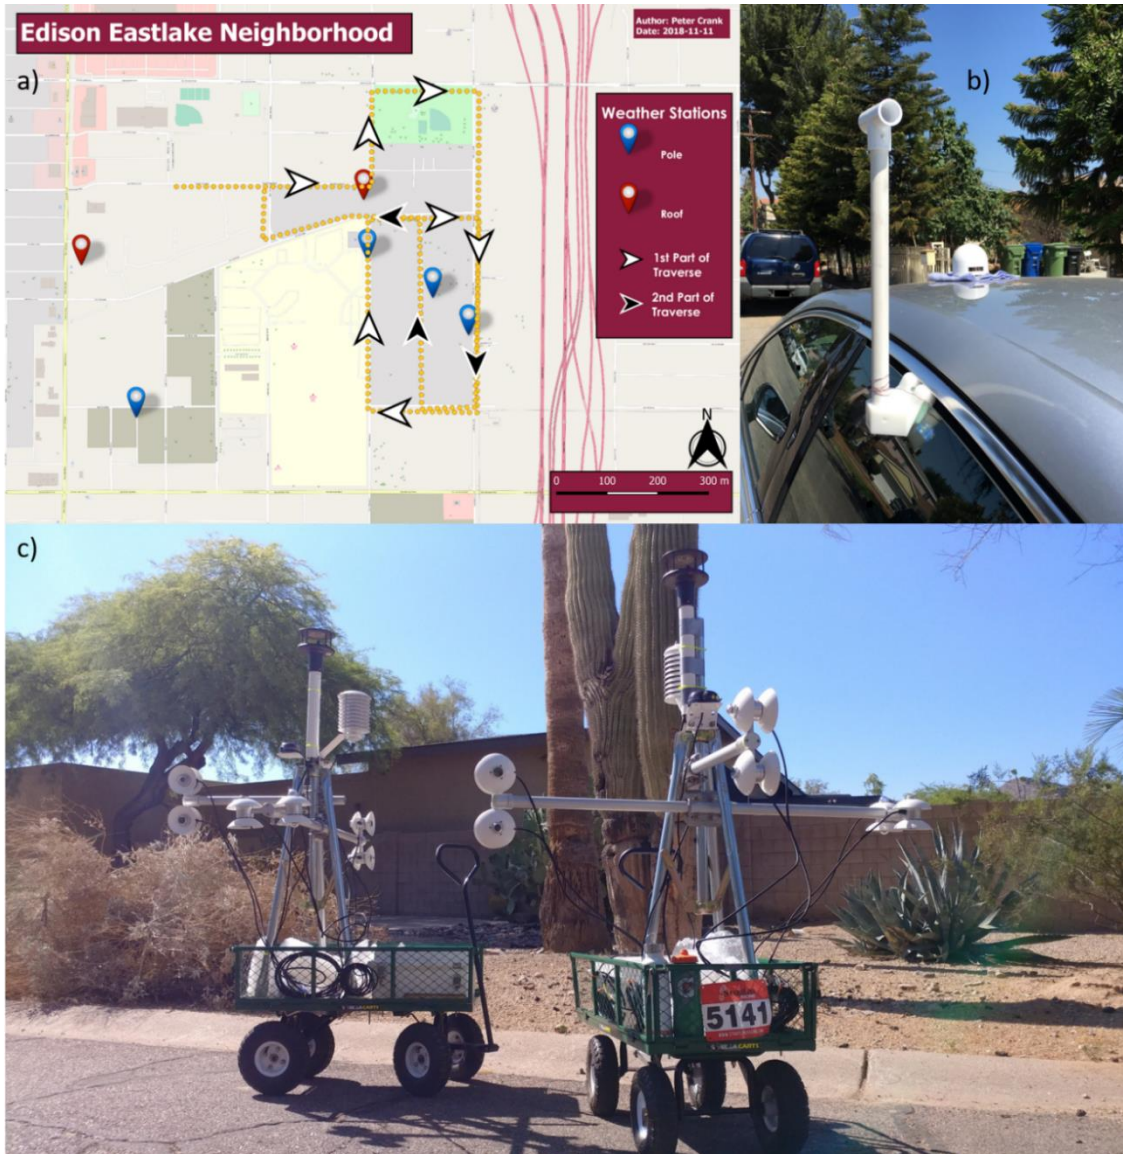 Edison Eastlake Neighborhood
Author: Peter Crank
Date: 2018-11-11
a)
Weather Stations
Pole
Roof
1st Part of
Traverse
2nd Part of
Traverse
N
0 100 200 300 m
b)
c)
5141